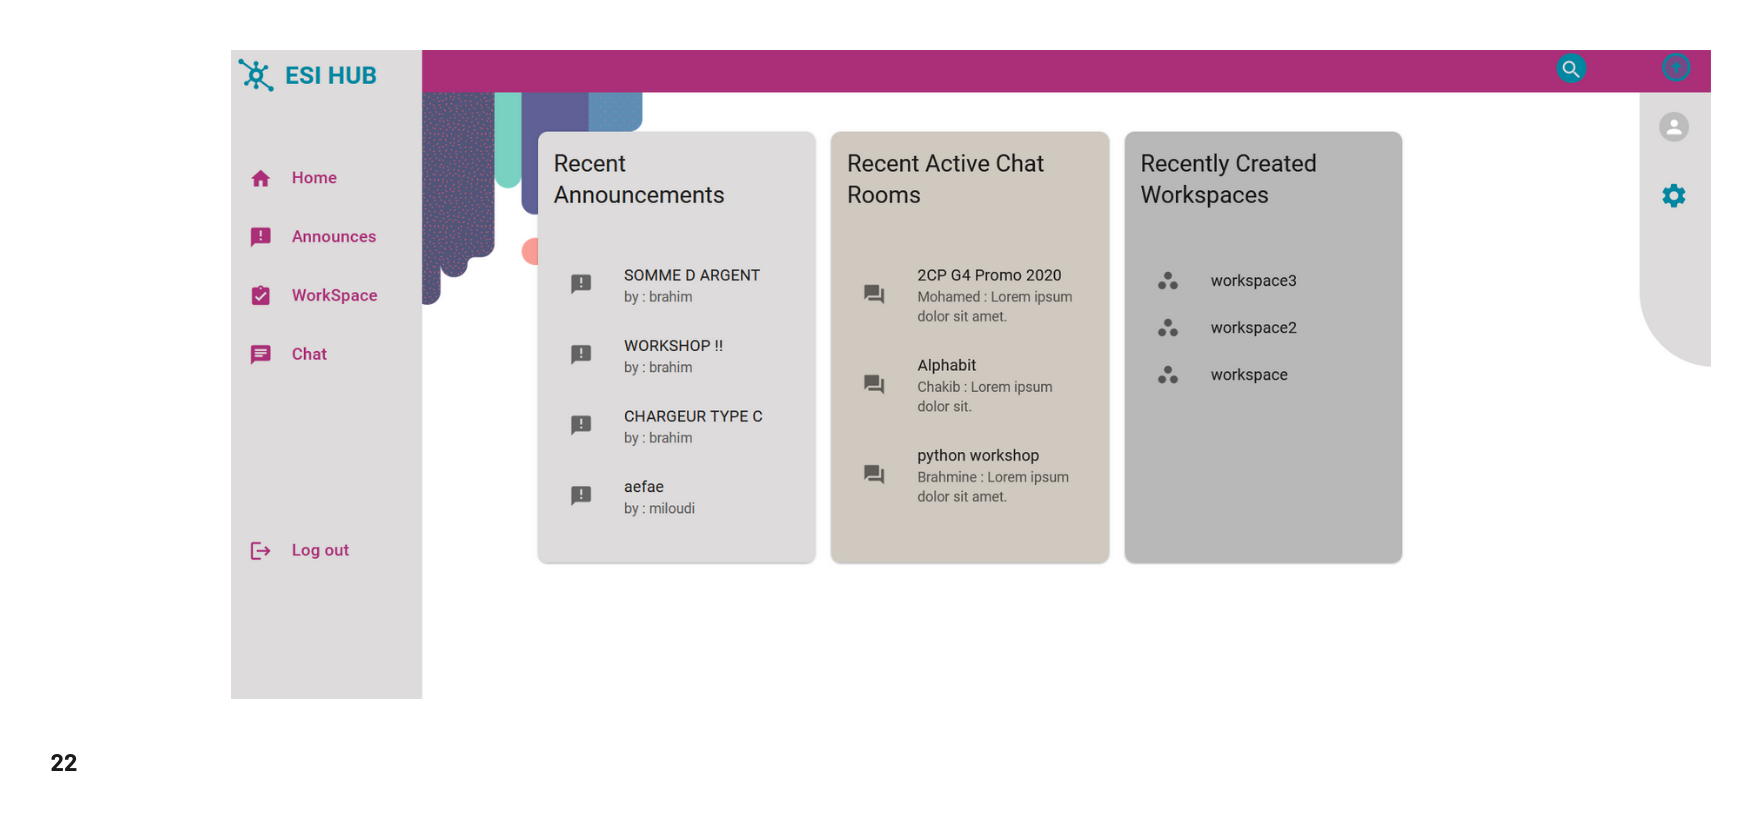 ESI HUB
Home
Announces
WorkSpace
Chat
Log out
Recent
Announcements
SOMME D ARGENT
by : brahim
WORKSHOP !!
by : brahim
CHARGEUR TYPE C
by : brahim
aefae
by : miloudi
Recent Active Chat
Rooms
2CP G4 Promo 2020
Mohamed : Lorem ipsum
dolor sit amet.
Alphabit
Chakib : Lorem ipsum
dolor sit.
python workshop
Brahmine : Lorem ipsum
dolor sit amet.
Recently Created
Workspaces
workspace3
workspace2
workspace
22